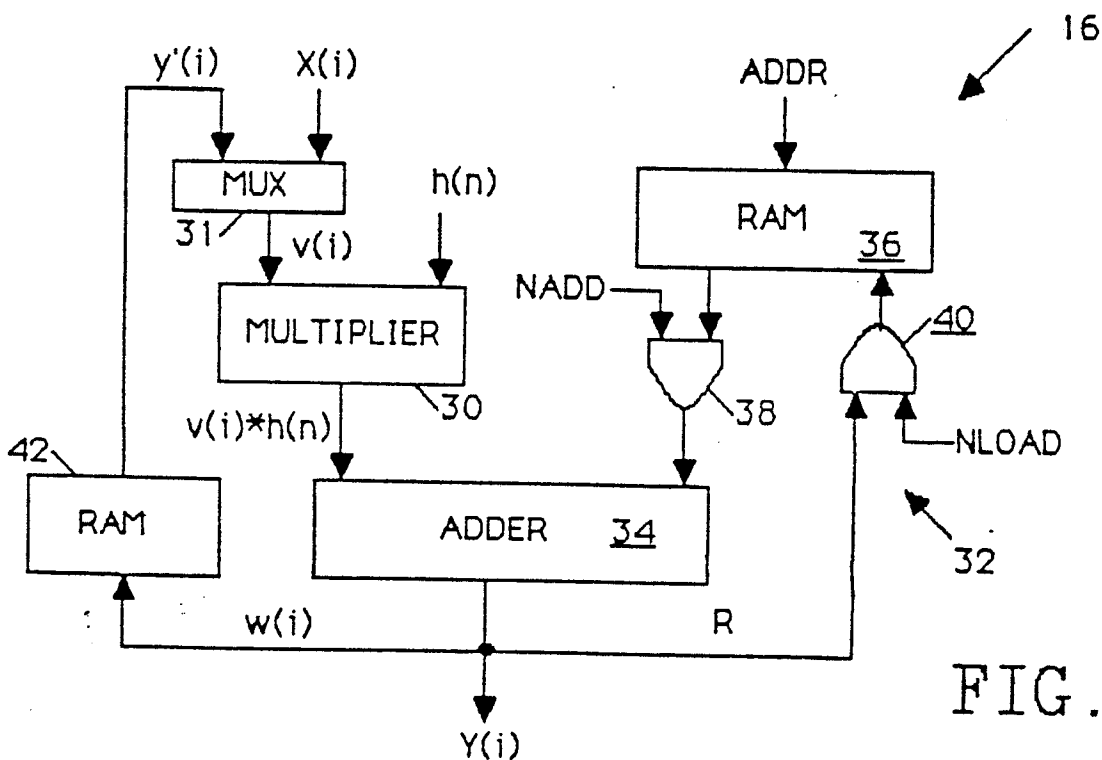 16
y'(i)
X(i)
ADDR
MUX
31
h(n)
RAM
36
v(i)
NADD
MULTIPLIER
40
30
38
v(i)*h(n)
NLOAD
42
RAM
ADDER 34
32
w(i)
R
FIG.
Y(i)